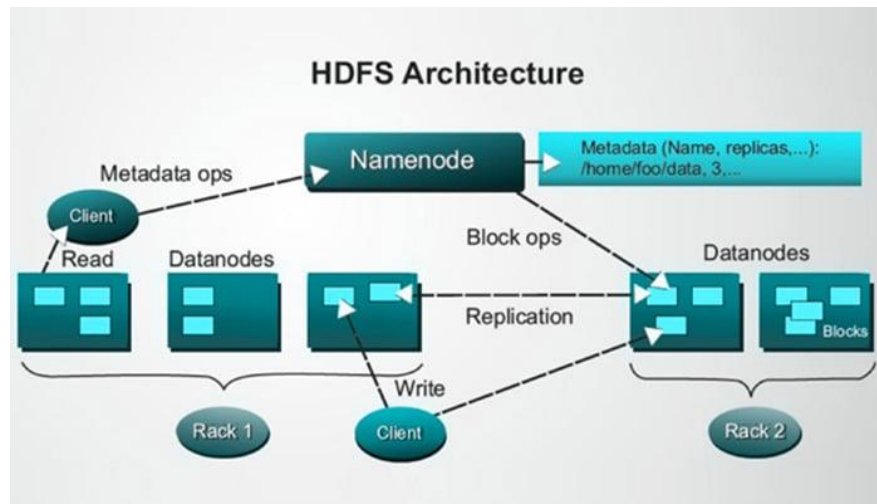 HDFS Architecture
Namenode
Metadata (Name, replicas,...):
/home/foo/data, 3,...
Metadata ops
Client
Block ops
Read
Datanodes
Datanodes
Replication
Blocks
Write
Rack 1
Client
Rack 2